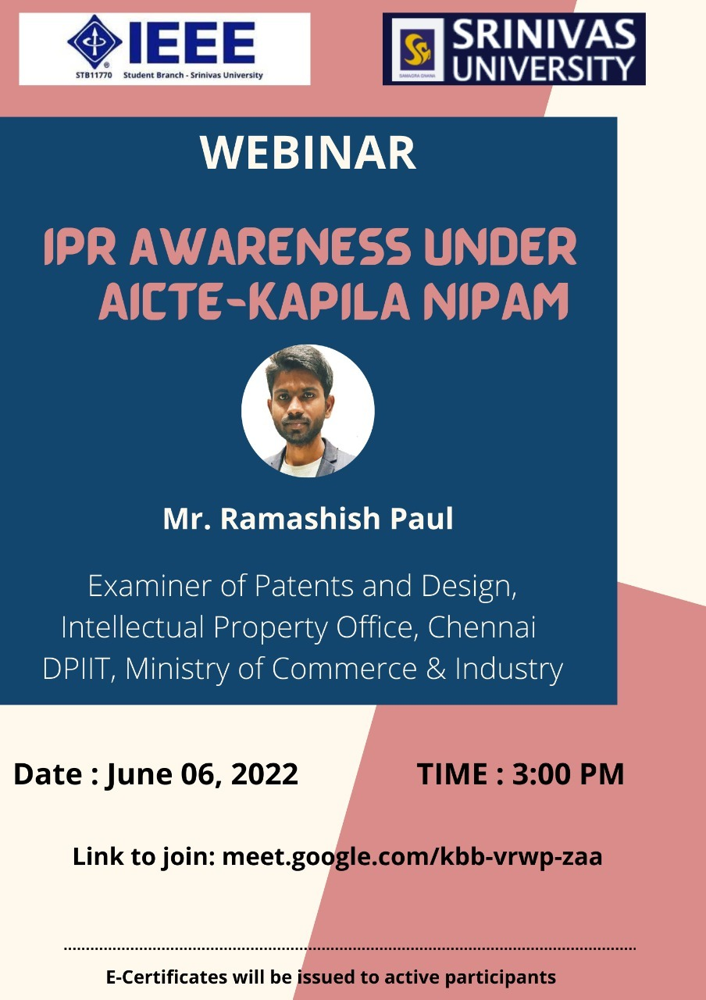 IEEE
®
STB11770 Student Branch - Srinivas University
SRINIVAS
UNIVERSITY
SAMAGRA GNANA
WEBINAR
IPR AWARENESS UNDER
AICTE-KAPILA NIPAM
Mr. Ramashish Paul
Examiner of Patents and Design,
Intellectual Property Office, Chennai
DPIIT, Ministry of Commerce & Industry
Date : June 06, 2022
TIME : 3:00 PM
Link to join: meet.google.com/kbb-vrwp-zaa
E-Certificates will be issued to active participants